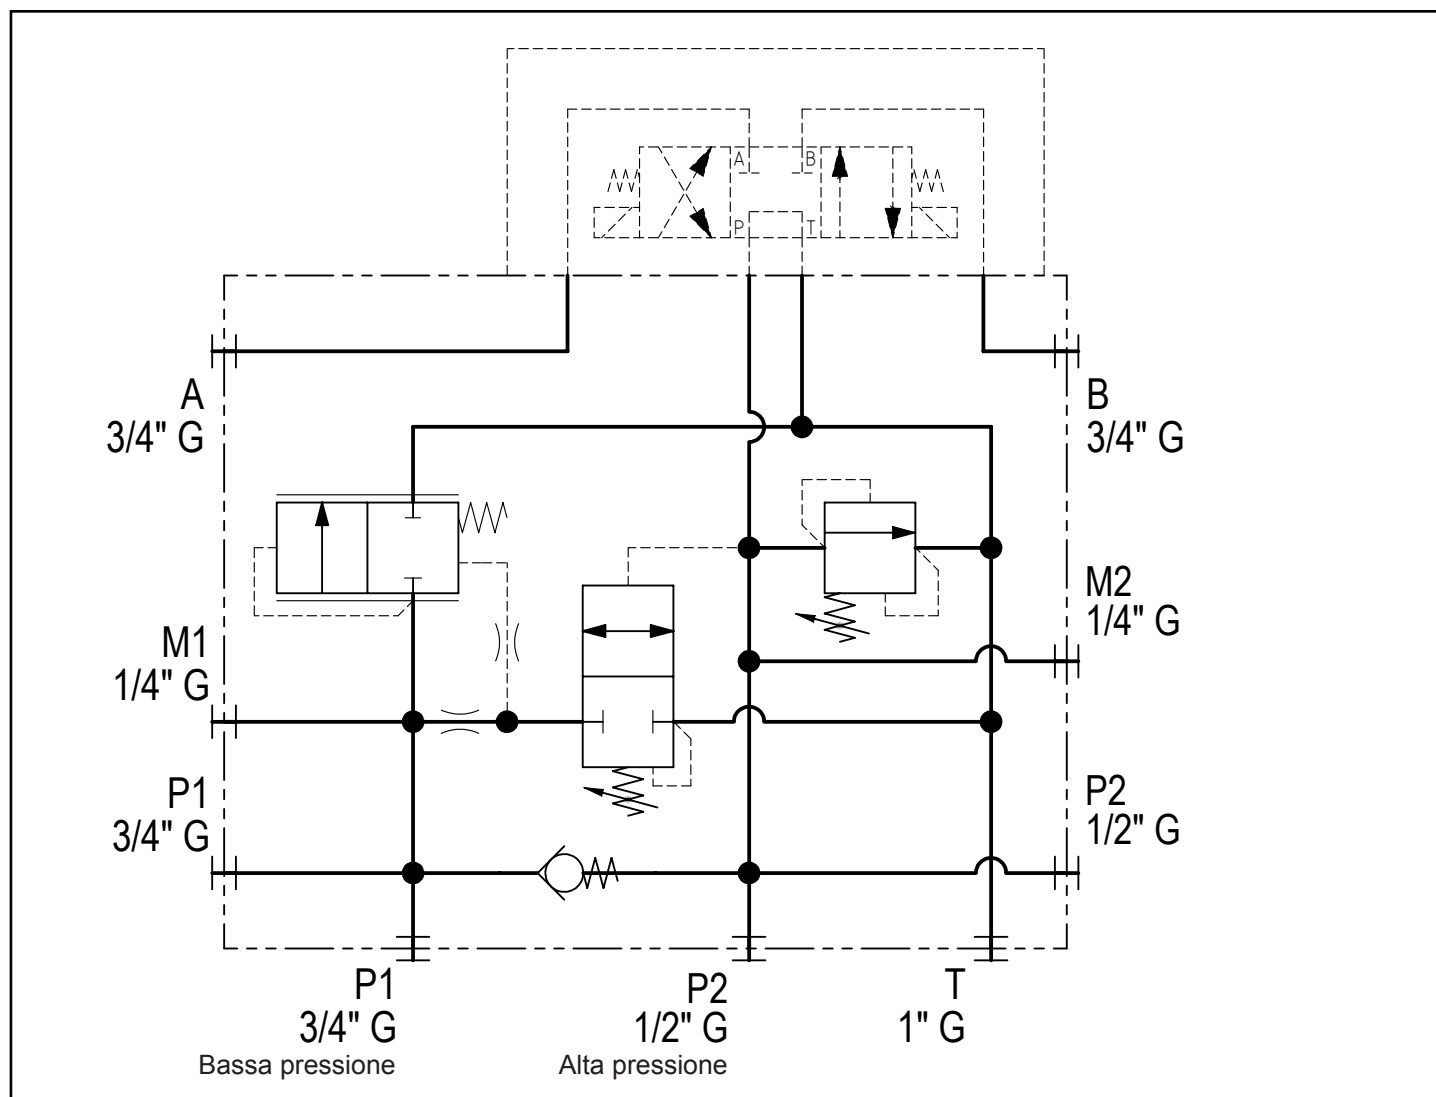 A
B
P
T
A
3/4" G
B
3/4" G
M2
1/4" G
M1
1/4" G
P1
3/4" G
P2
1/2" G
P1
3/4" G
Bassa pressione
P2
1/2" G
Alta pressione
T
1" G